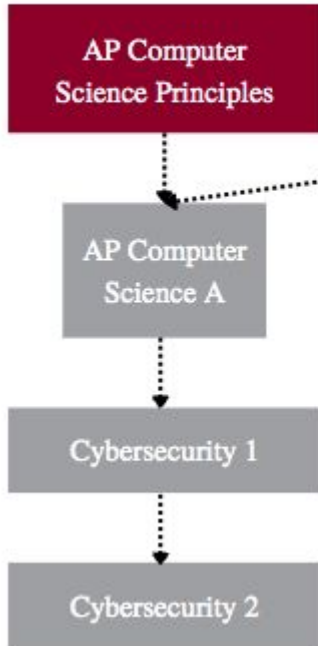 AP Computer
Science Principles
AP Computer
Science A
Cybersecurity 1
Cybersecurity 2